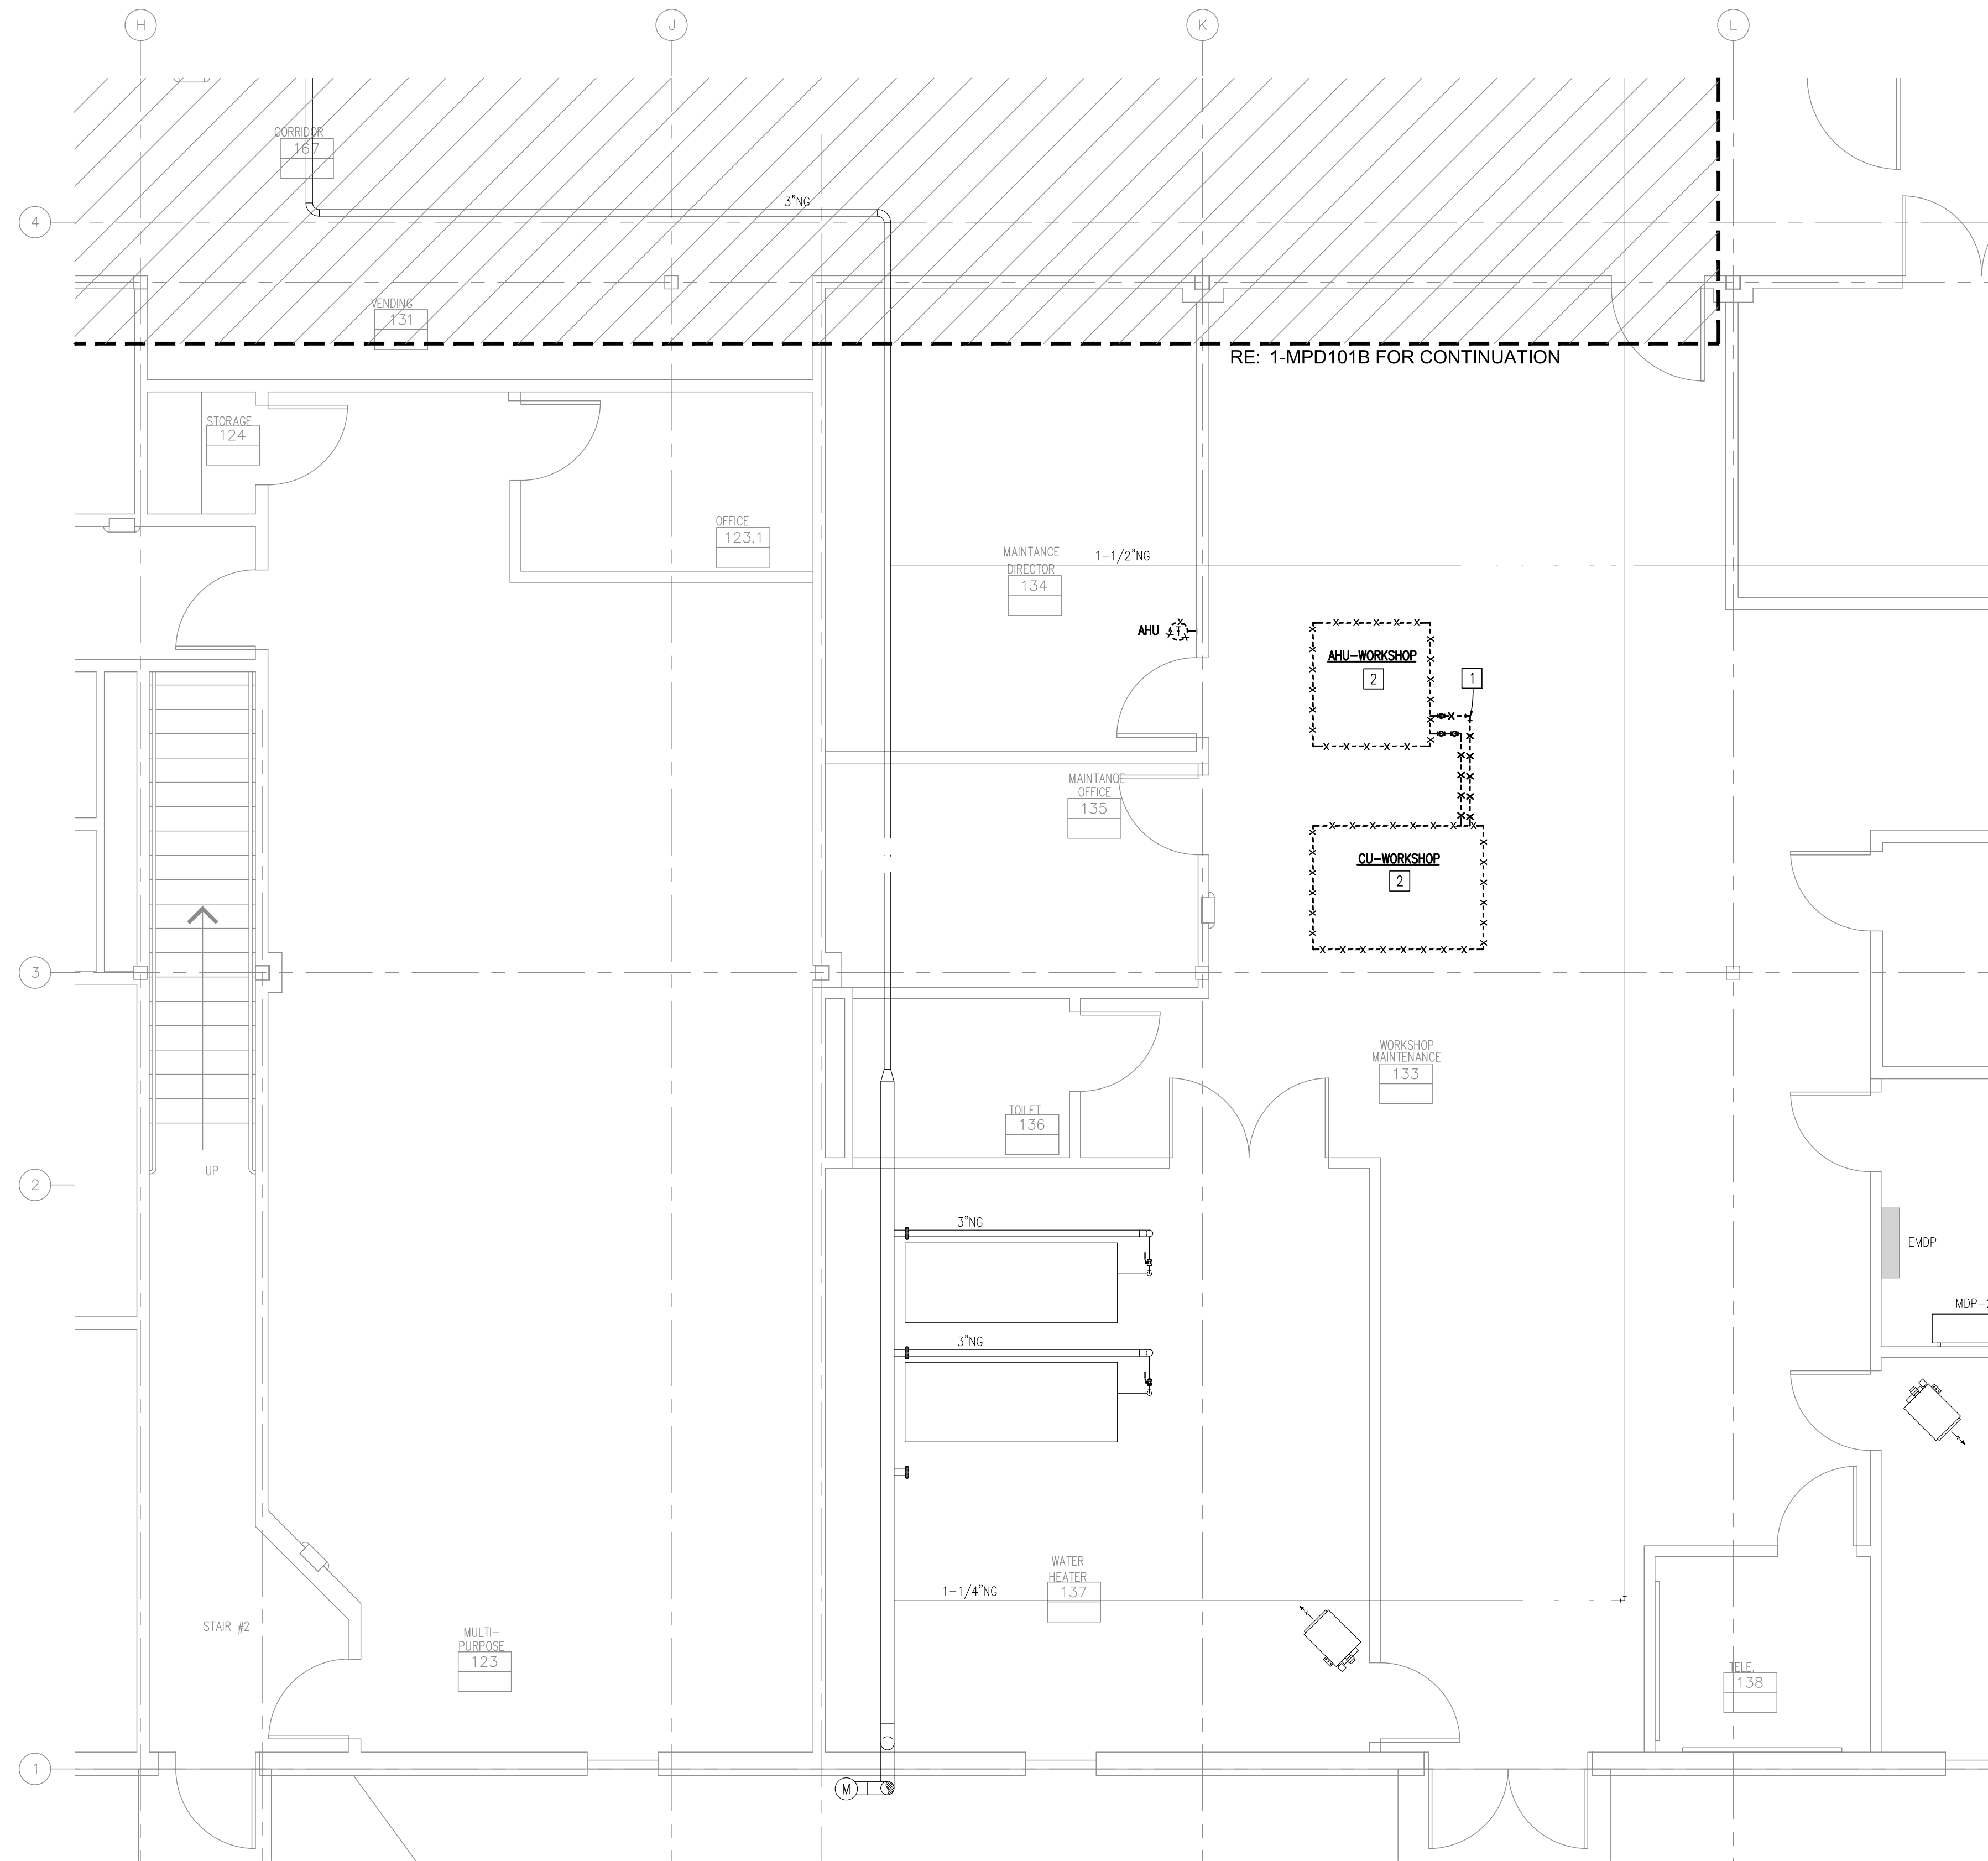 H
J
K
L
CORRIDOR
167
3"NG
4
VENDING
131
RE: 1-MPD101B FOR CONTINUATION
STORAGE
124
OFFICE
123.1
MAINTANCE
DIRECTOR
134
1-1/2"NG
AHU
T
AHU-WORKSHOP
2
1
MAINTANCE
OFFICE
135
CU-WORKSHOP
2
3
WORKSHOP
MAINTENANCE
133
TOILET
136
UP
2
3"NG
EMDP
MDP-
3"NG
WATER
HEATER
137
1-1/4"NG
STAIR #2
MULTI-
PURPOSE
123
TELE.
138
1
M